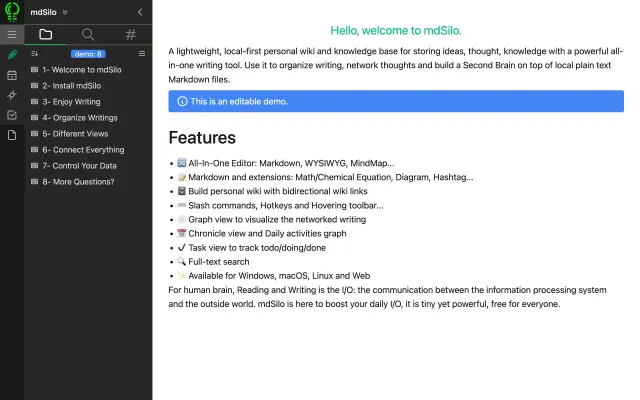 mdSilo
demo: 8
1- Welcome to mdSilo
2- Install mdSilo
3- Enjoy Writing
4- Organize Writings
5- Different Views
6- Connect Everything
7- Control Your Data
8- More Questions?
Hello, welcome to mdSilo.
A lightweight, local-first personal wiki and knowledge base for storing ideas, thought, knowledge with a powerful all-
in-one writing tool. Use it to organize writing, network thoughts and build a Second Brain on top of local plain text
Markdown files.
This is an editable demo.
Features
• 🔀 All-In-One Editor: Markdown, WYSIWYG, MindMap...
• 📝 Markdown and extensions: Math/Chemical Equation, Diagram, Hashtag...
• 🗄️ Build personal wiki with bidirectional wiki links
• ⌨️ Slash commands, Hotkeys and Hovering toolbar...
• 🕸️ Graph view to visualize the networked writing
• 📅 Chronicle view and Daily activities graph
• ✔️ Task view to track todo/doing/done
• 🔍 Full-text search
• ✨ Available for Windows, macOS, Linux and Web
For human brain, Reading and Writing is the I/O: the communication between the information processing system
and the outside world. mdSilo is here to boost your daily I/O, it is tiny yet powerful, free for everyone.